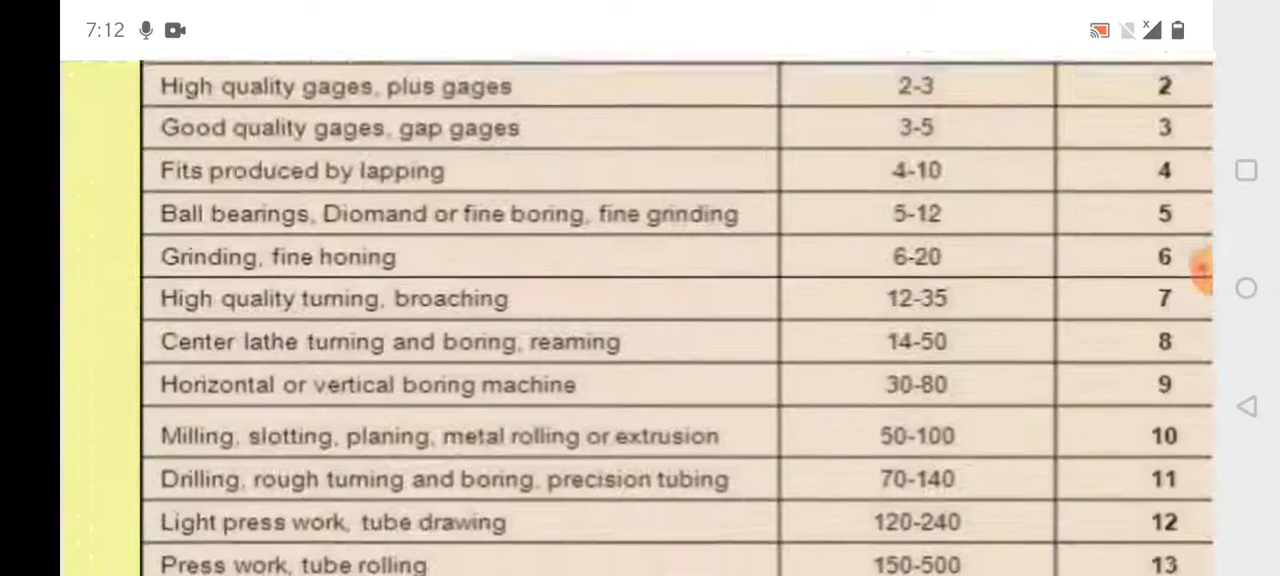 7:12
High quality gages, plus gages 2-3 2
Good quality gages, gap gages 3-5 3
Fits produced by lapping 4-10 4
Ball bearings, Diomand or fine boring, fine grinding 5-12 5
Grinding, fine honing 6-20 6
High quality turning, broaching 12-35 7
Center lathe turning and boring, reaming 14-50 8
Horizontal or vertical boring machine 30-80 9
Milling, slotting, planing, metal rolling or extrusion 50-100 10
Drilling, rough turning and boring, precision tubing 70-140 11
Light press work, tube drawing 120-240 12
Press work, tube rolling 150-500 13